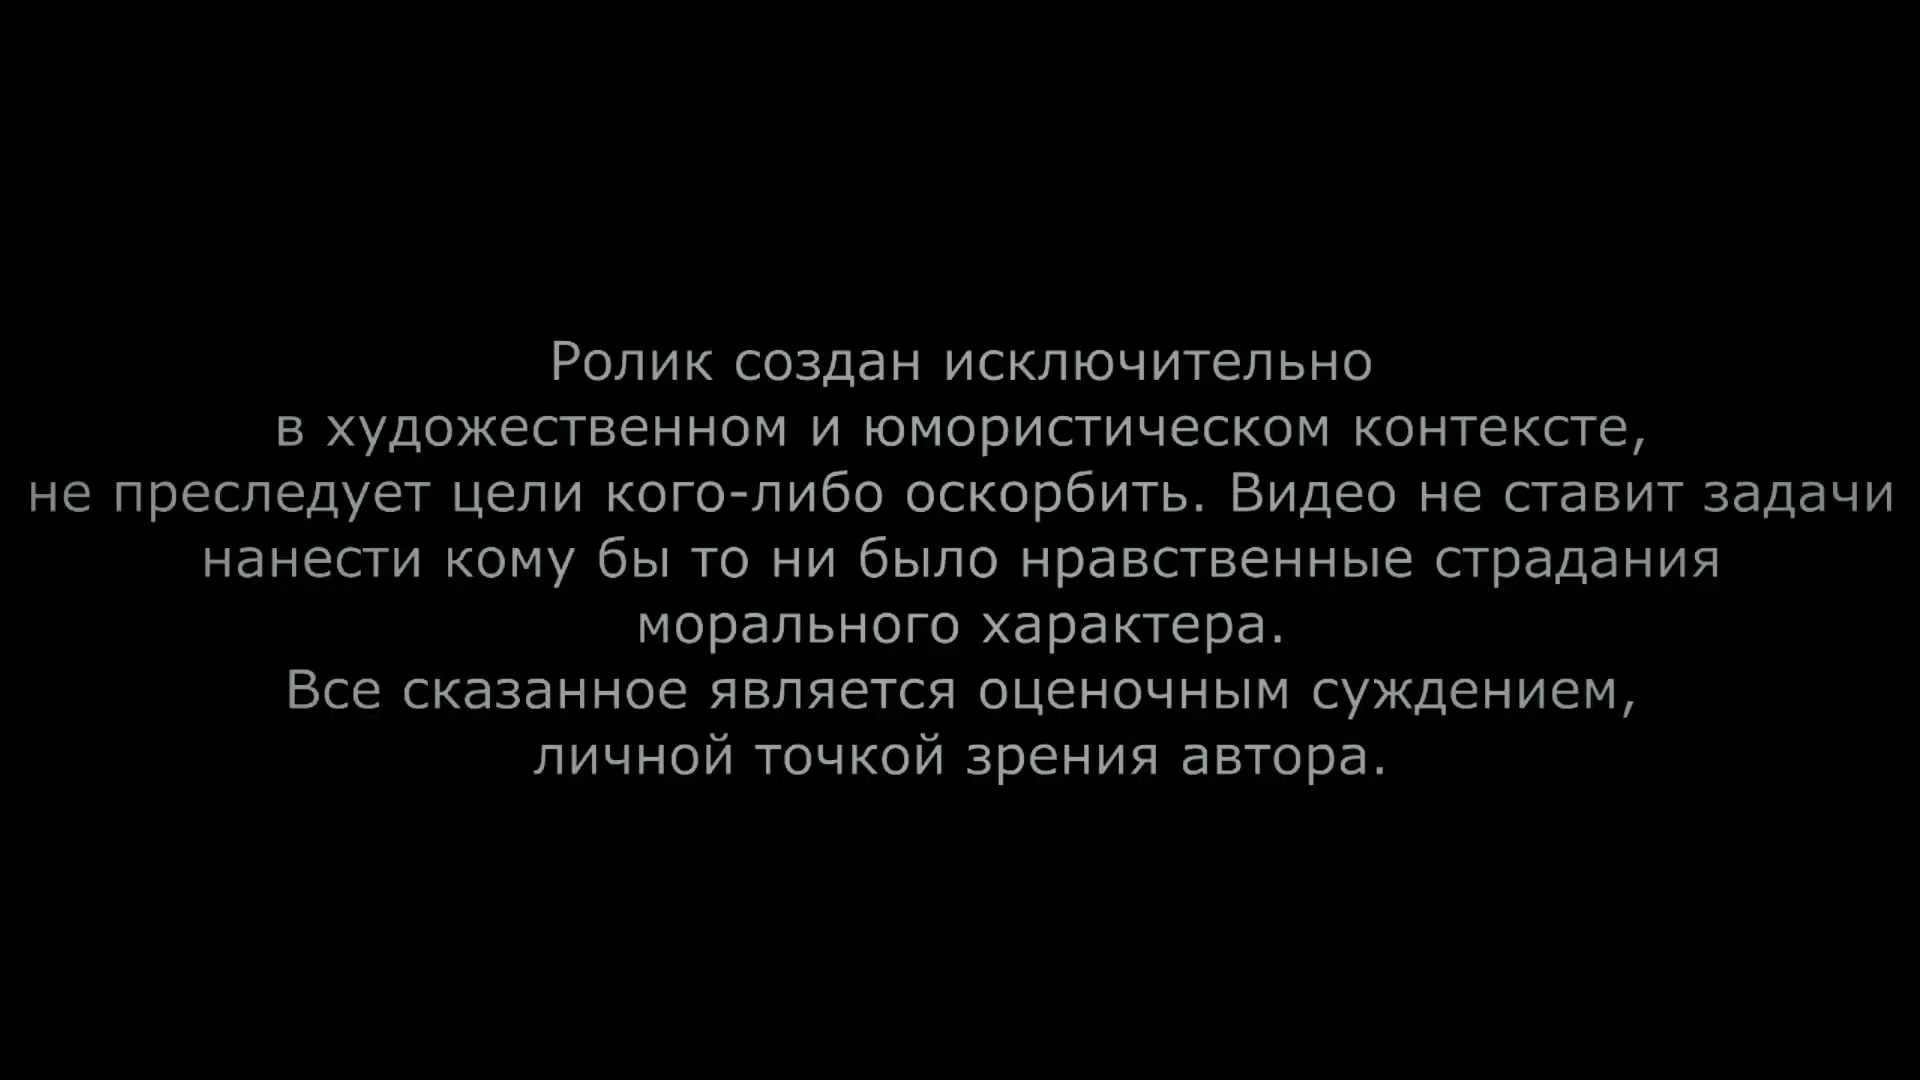 Ролик создан исключительно
в художественном и юмористическом контексте,
не преследует цели кого-либо оскорбить. Видео не ставит задачи
нанести кому бы то ни было нравственные страдания
морального характера.
Все сказанное является оценочным суждением,
личной точкой зрения автора.